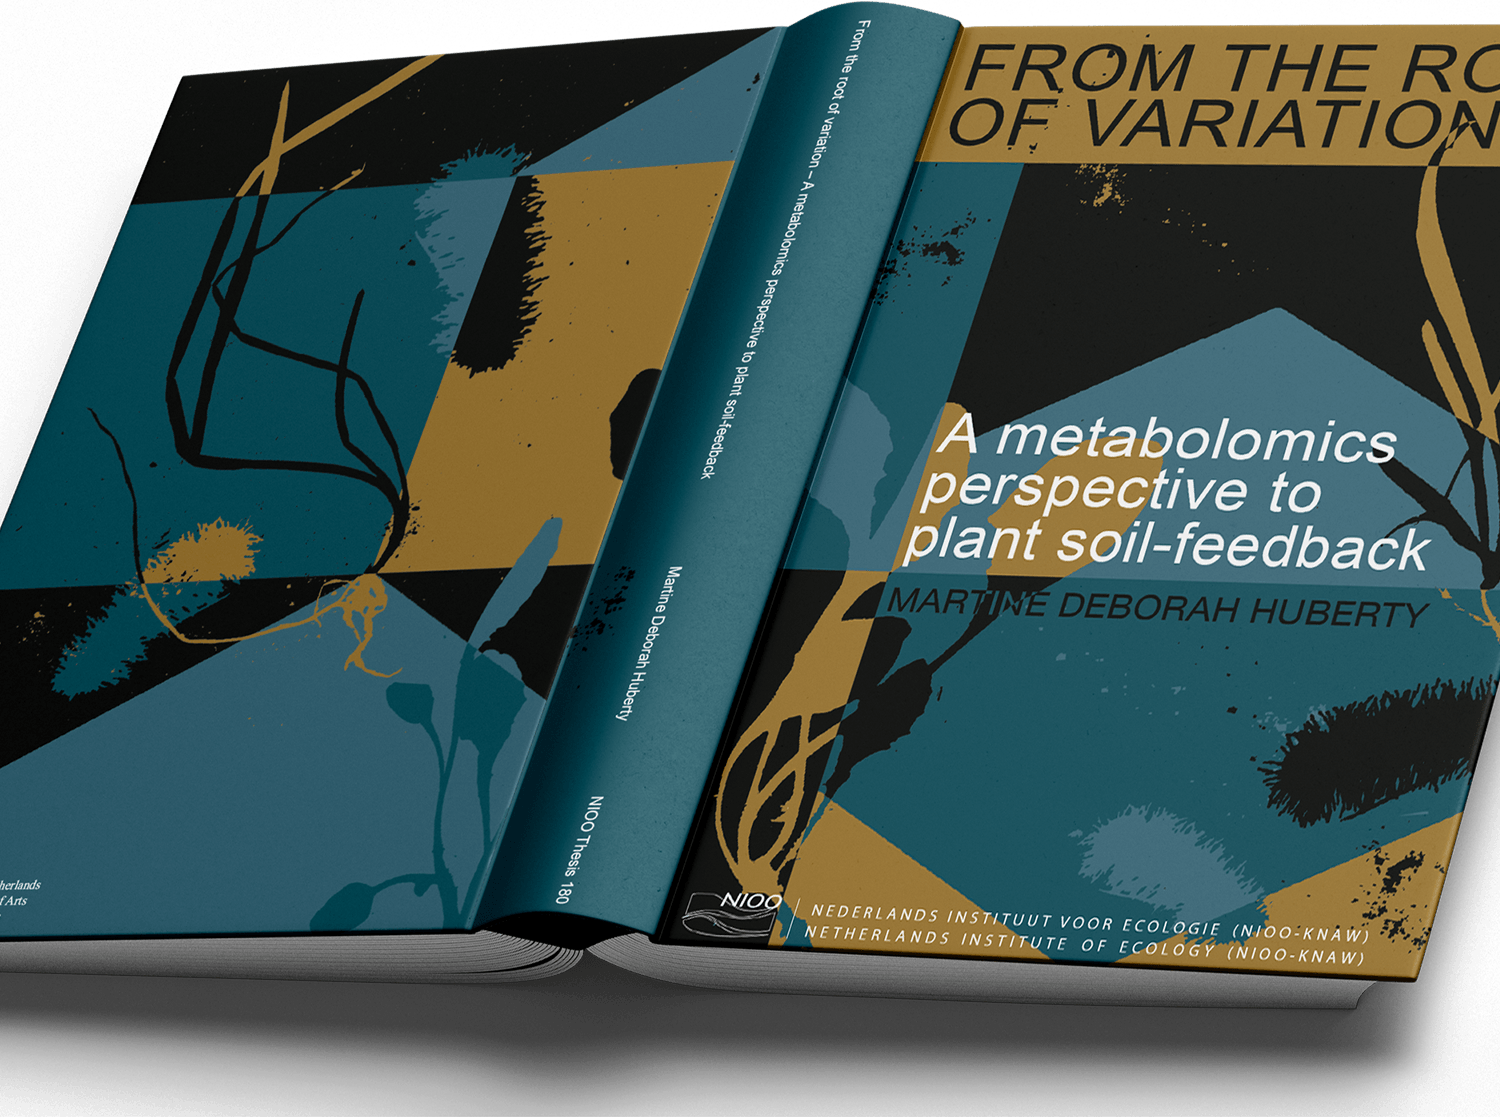 FROM THE RO
OF VARIATION
A metabolomics
perspective to
plant soil-feedback
MARTINE DEBORAH HUBERTY
NIOO
NEDERLANDS INSTITUUT VOOR ECOLOGIE (NIOO-KNAW)
NETHERLANDS INSTITUTE OF ECOLOGY (NIOO-KNAW)
From the root of variation – A metabolomics perspective to plant soil-feedback
Martine Deborah Huberty
NIOO Thesis 180
herlands
f Arts